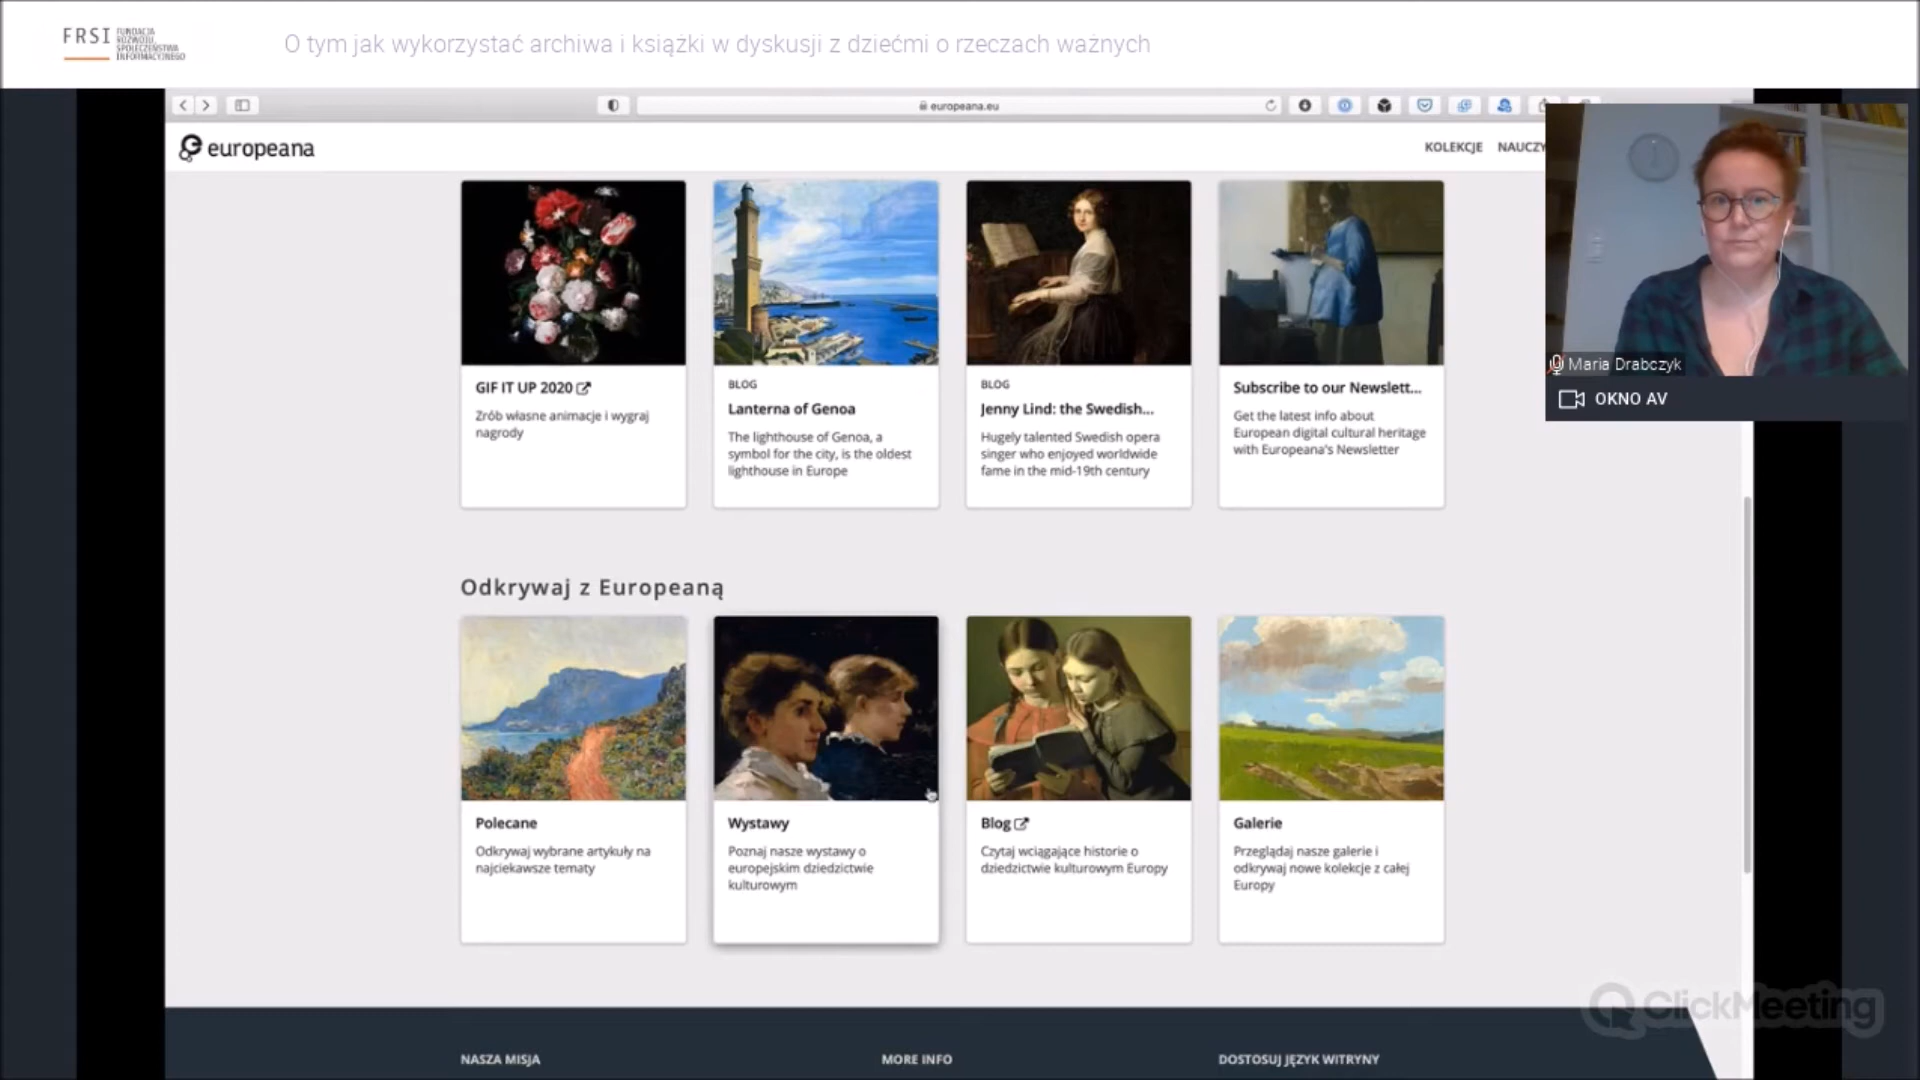 FRSI FUNDACJA
ROZWOJU
SPOŁECZEŃSTWA
INFORMACYJNEGO
O tym jak wykorzystać archiwa i książki w dyskusji z dziećmi o rzeczach ważnych
europeana.eu
europeana
KOLEKCJE NAUCZY
Maria Drabczyk
OKNO AV
GIF IT UP 2020
Zrób własne animacje i wygraj
nagrody
BLOG
Lanterna of Genoa
The lighthouse of Genoa, a
symbol for the city, is the oldest
lighthouse in Europe
BLOG
Jenny Lind: the Swedish...
Hugely talented Swedish opera
singer who enjoyed worldwide
fame in the mid-19th century
Subscribe to our Newslett...
Get the latest info about
European digital cultural heritage
with Europeana's Newsletter
Odkrywaj z Europeaną
Polecane
Odkrywaj wybrane artykuły na
najciekawsze tematy
Wystawy
Poznaj nasze wystawy o
europejskim dziedzictwie
kulturowym
Blog
Czytaj wciągające historie o
dziedzictwie kulturowym Europy
Galerie
Przeglądaj nasze galerie i
odkrywaj nowe kolekcje z całej
Europy
ClickMeeting
NASZA MISJA
MORE INFO
DOSTOSUJ JĘZYK WITRYNY